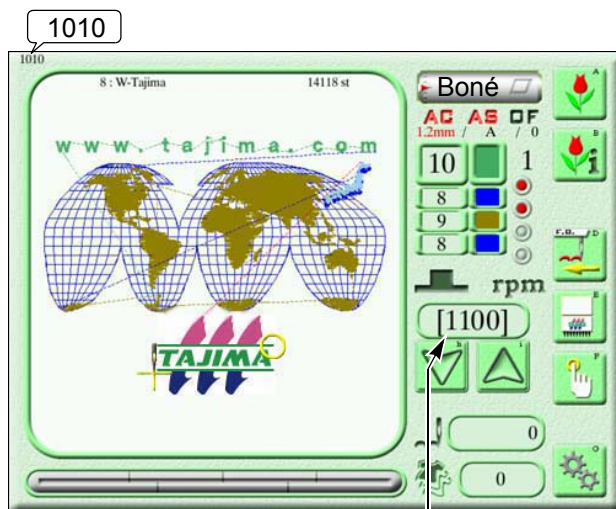 1010
1010
8 : W-Tajima 14118 st
www.tajima.com
TAJIMA
Boné
AC AS OF
1.2mm / A / 0
10 1
8
9
8
rpm
[1100]
h i
0
0
A
B
i
r.o. D
E
F
O